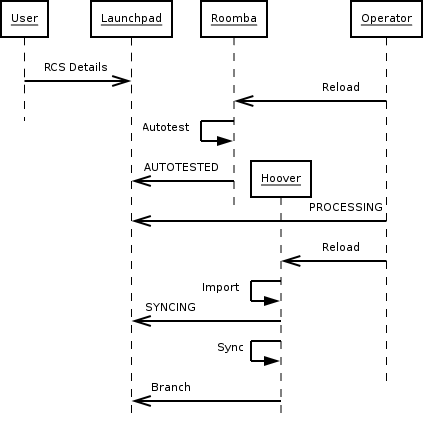 User Launchpad Roomba Operator
RCS Details
Reload
Autotest
AUTOTESTED
Hoover
PROCESSING
Reload
Import
SYNCING
Sync
Branch